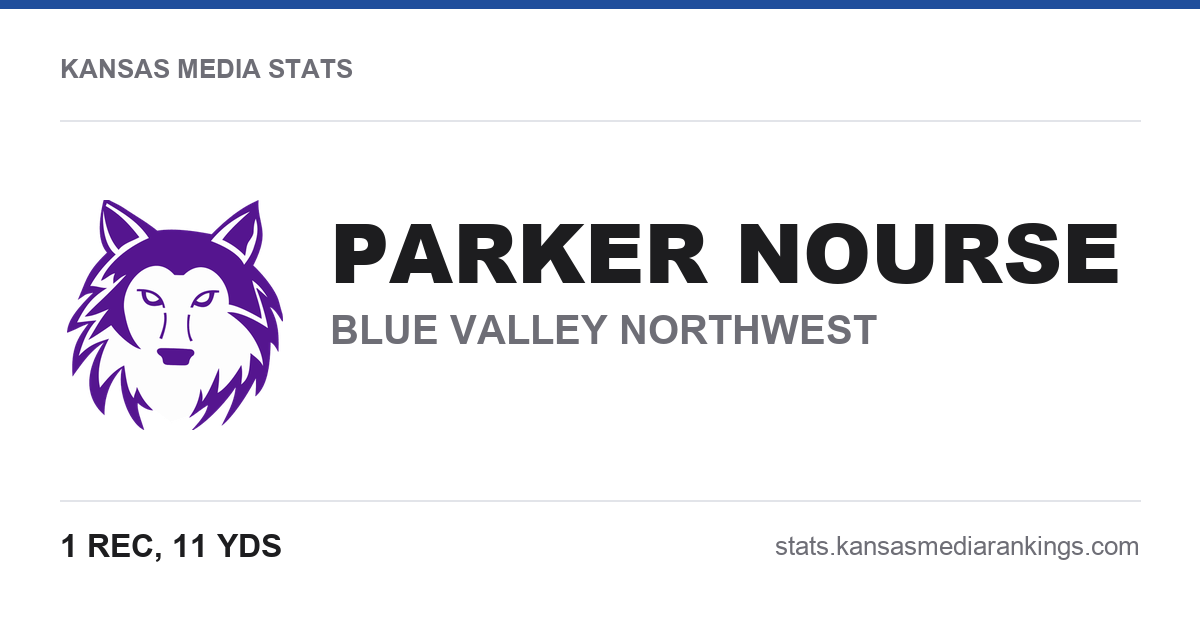 KANSAS MEDIA STATS
PARKER NOURSE
BLUE VALLEY NORTHWEST
1 REC, 11 YDS
stats.kansasmediarankings.com